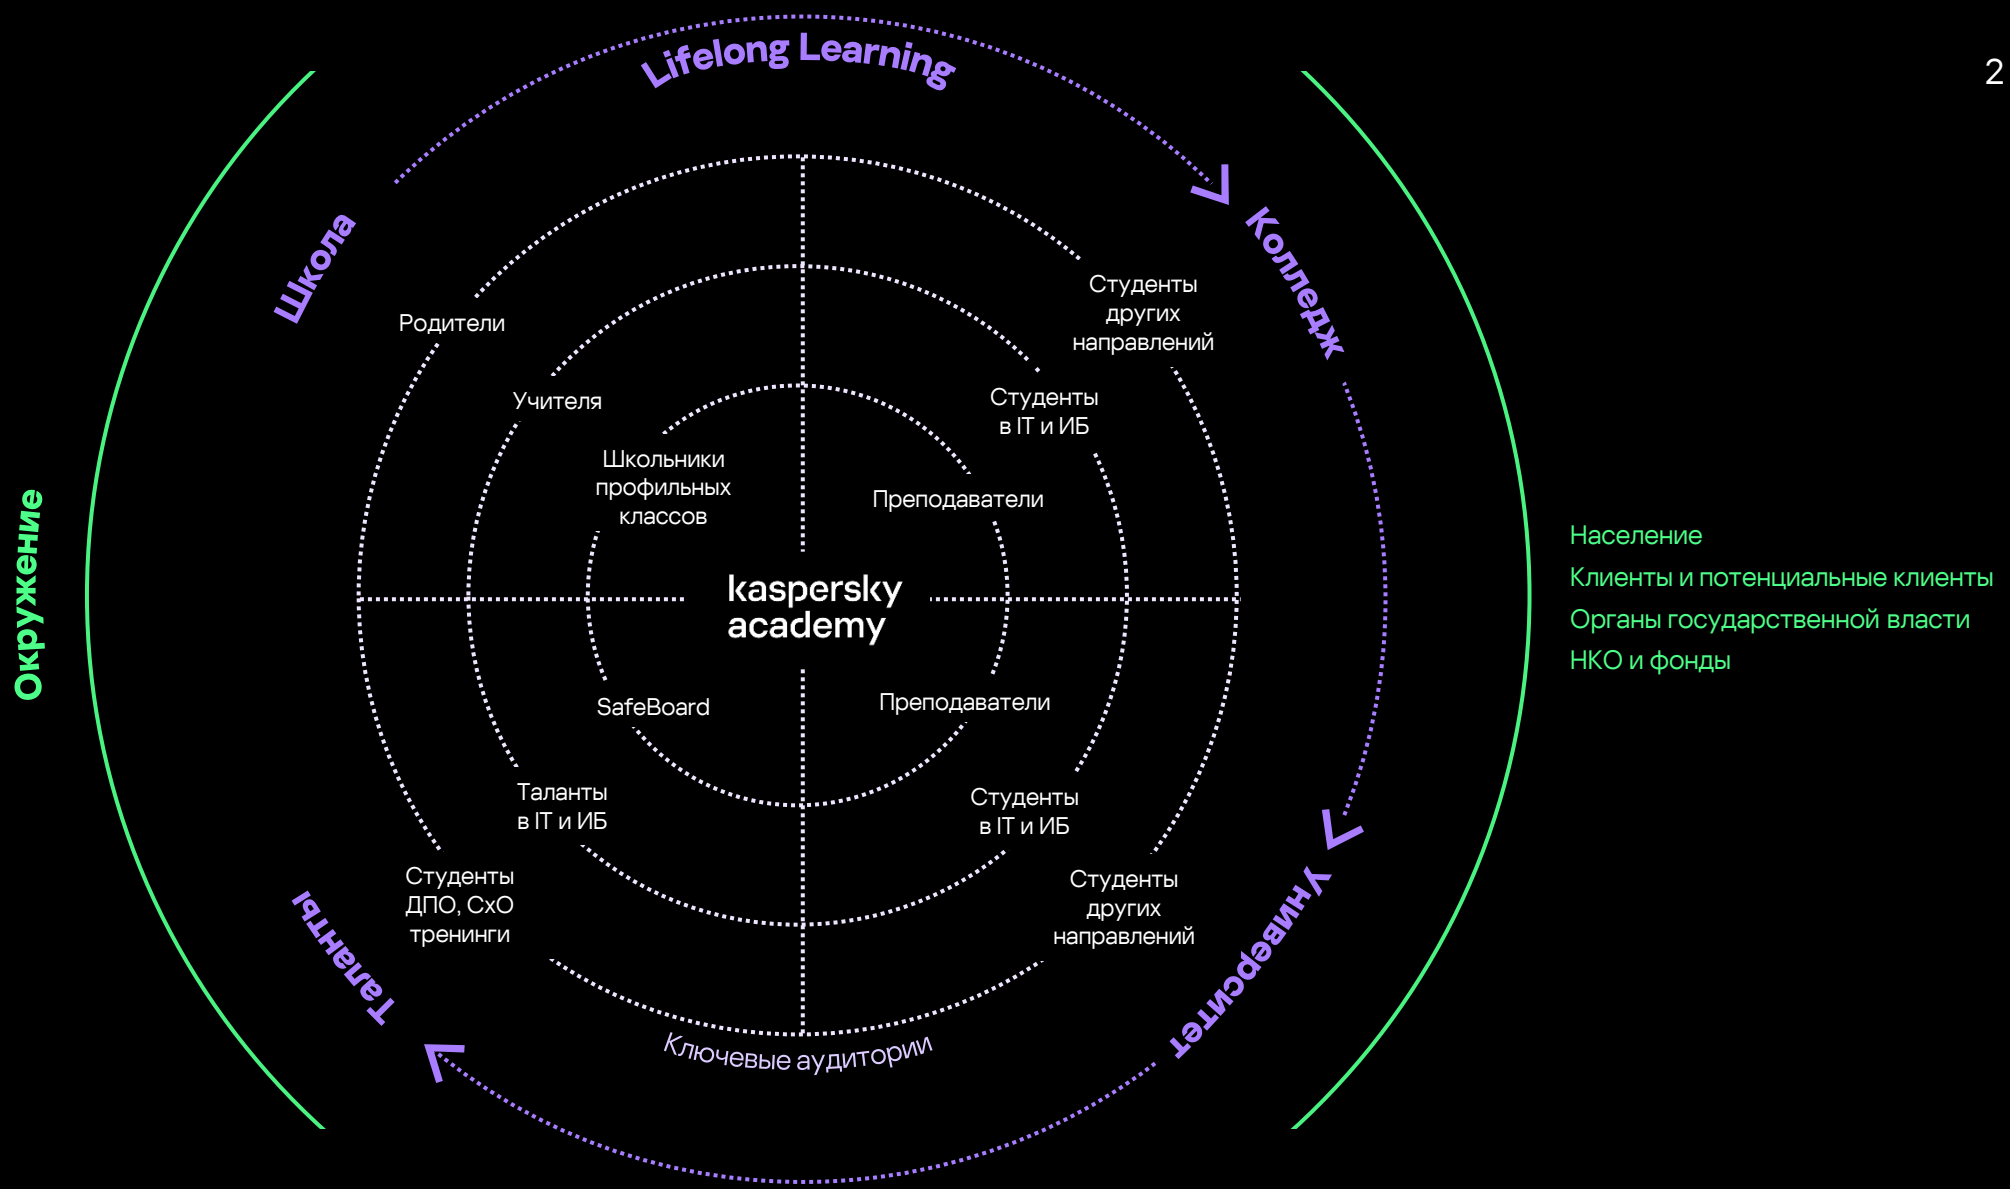 2
Lifelong Learning
Школа
Колледж
Университет
Таланты
Окружение
Родители
Учителя
Школьники
профильных
классов
Студенты
других
направлений
Студенты
в IT и ИБ
Преподаватели
kaspersky
academy
SafeBoard
Таланты
в IT и ИБ
Студенты
ДПО, CxO
тренинги
Преподаватели
Студенты
в IT и ИБ
Студенты
других
направлений
Ключевые аудитории
Население
Клиенты и потенциальные клиенты
Органы государственной власти
НКО и фонды